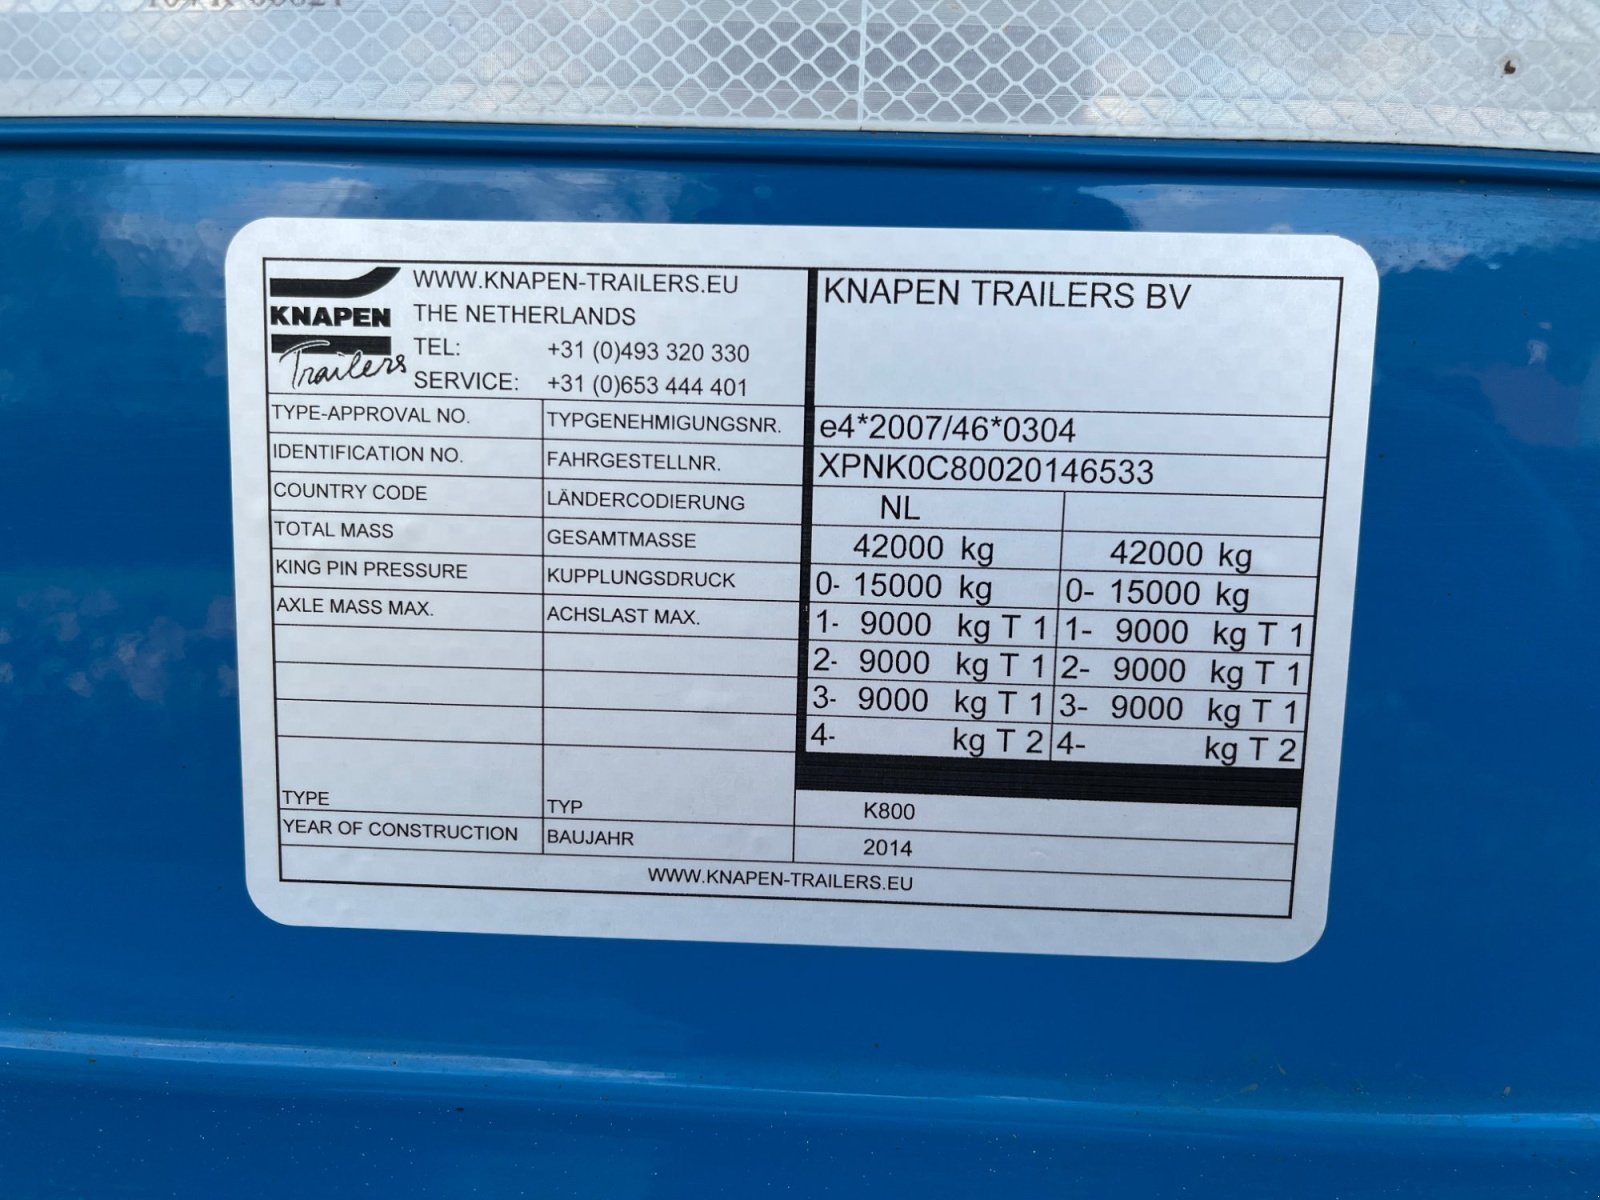 WWW.KNAPEN-TRAILERS.EU
KNAPEN Trailers
THE NETHERLANDS
TEL: +31 (0)493 320 330
SERVICE: +31 (0)653 444 401
KNAPEN TRAILERS BV
TYPE-APPROVAL NO. TYPGENEHMIGUNGSNR. e4*2007/46*0304
IDENTIFICATION NO. FAHRGESTELLNR. XPNK0C80020146533
COUNTRY CODE LÄNDERCODIERUNG NL
TOTAL MASS GESAMTMASSE 42000 kg 42000 kg
KING PIN PRESSURE KUPPLUNGSDRUCK 0- 15000 kg 0- 15000 kg
AXLE MASS MAX. ACHSLAST MAX. 1- 9000 kg T 1 1- 9000 kg T 1
2- 9000 kg T 1 2- 9000 kg T 1
3- 9000 kg T 1 3- 9000 kg T 1
4- kg T 2 4- kg T 2
TYPE TYP K800
YEAR OF CONSTRUCTION BAUJAHR 2014
WWW.KNAPEN-TRAILERS.EU